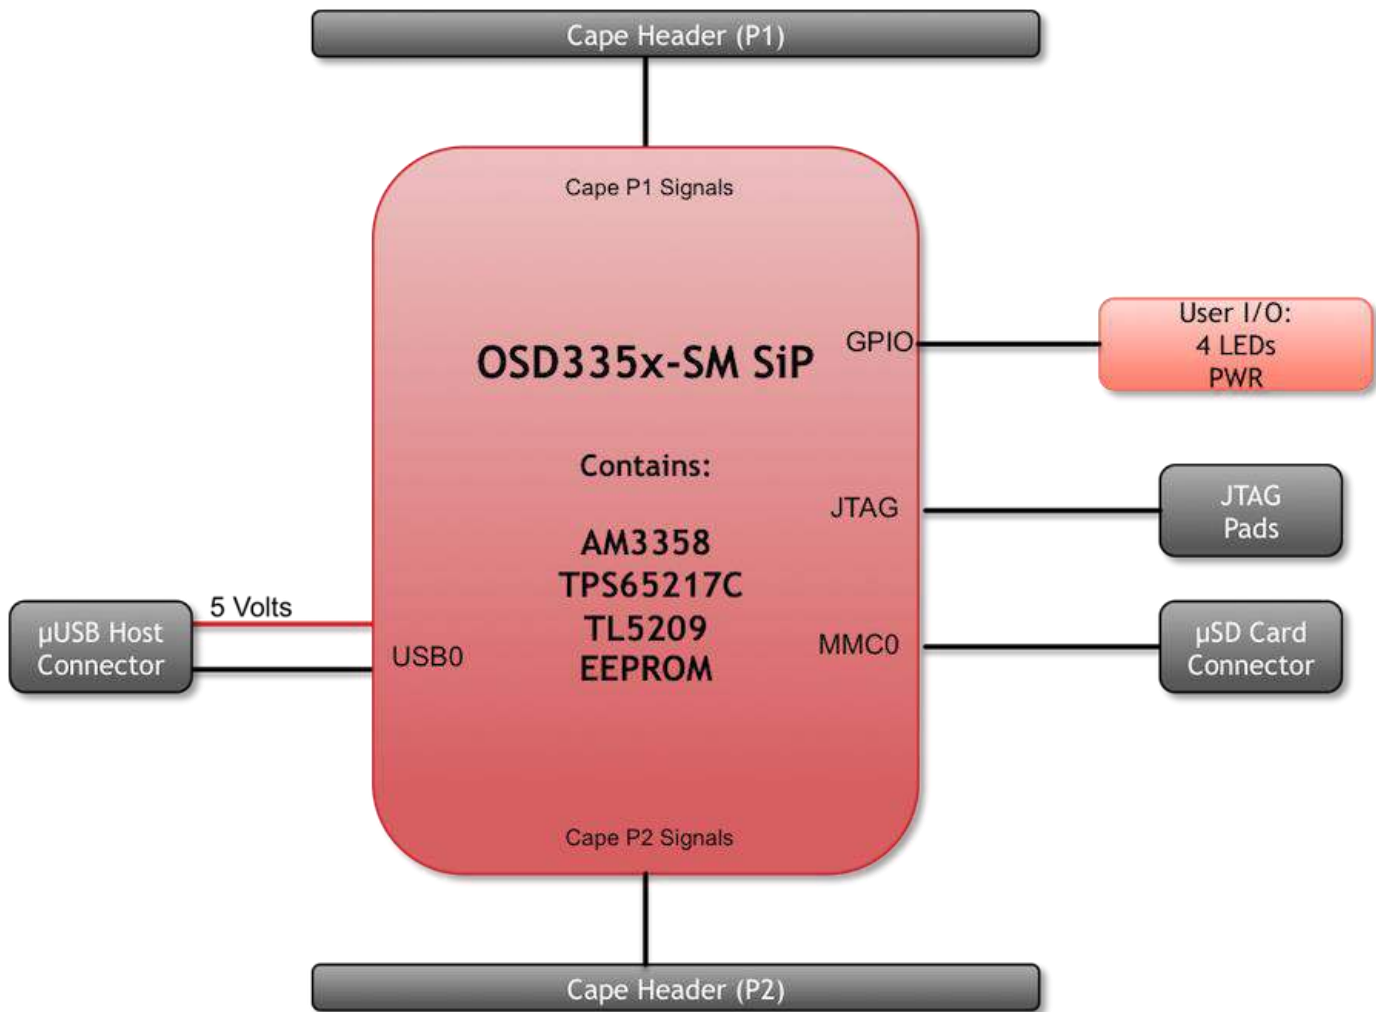 Cape Header (P1)
Cape P1 Signals
OSD335x-SM SiP
Contains:
AM3358
TPS65217C
TL5209
EEPROM
GPIO
User I/O:
4 LEDs
PWR
JTAG
JTAG
Pads
5 Volts
µUSB Host
Connector
USB0
MMC0
µSD Card
Connector
Cape P2 Signals
Cape Header (P2)